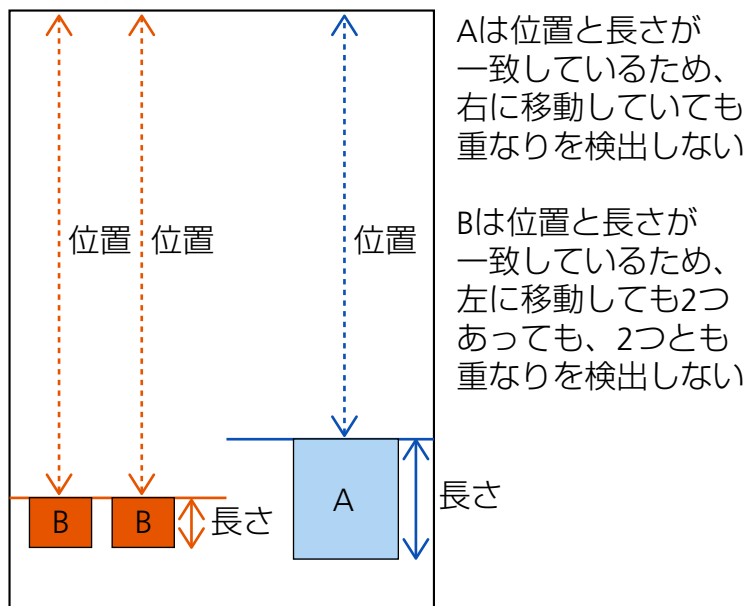 Aは位置と長さが
一致しているため、
右に移動していても
重なりを検出しない
Bは位置と長さが
一致しているため、
左に移動しても2つ
あっても、2つとも
重なりを検出しない
位置
位置
位置
B
B
長さ
A
長さ